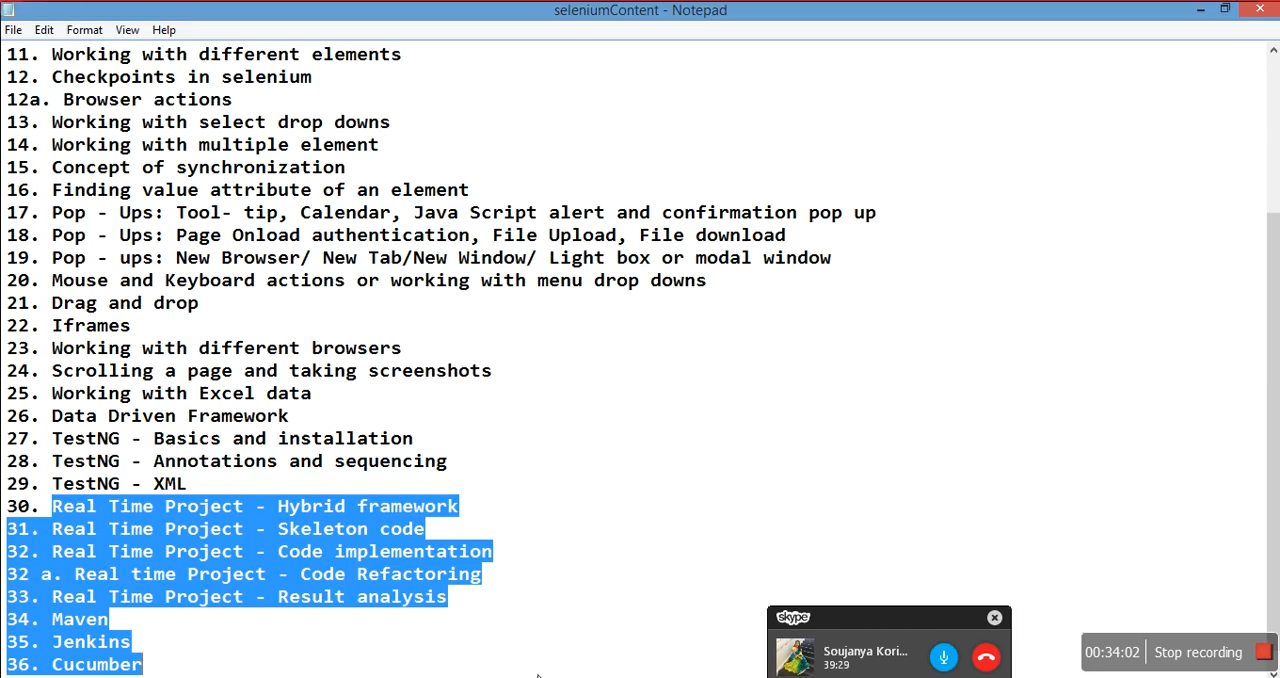 seleniumContent - Notepad
File Edit Format View Help
11. Working with different elements
12. Checkpoints in selenium
12a. Browser actions
13. Working with select drop downs
14. Working with multiple element
15. Concept of synchronization
16. Finding value attribute of an element
17. Pop - Ups: Tool- tip, Calendar, Java Script alert and confirmation pop up
18. Pop - Ups: Page Onload authentication, File Upload, File download
19. Pop - ups: New Browser/ New Tab/New Window/ Light box or modal window
20. Mouse and Keyboard actions or working with menu drop downs
21. Drag and drop
22. Iframes
23. Working with different browsers
24. Scrolling a page and taking screenshots
25. Working with Excel data
26. Data Driven Framework
27. TestNG - Basics and installation
28. TestNG - Annotations and sequencing
29. TestNG - XML
30. Real Time Project - Hybrid framework
31. Real Time Project - Skeleton code
32. Real Time Project - Code implementation
32 a. Real time Project - Code Refactoring
33. Real Time Project - Result analysis
34. Maven
35. Jenkins
36. Cucumber
skype
Soujanya Kori...
39:29
00:34:02 Stop recording